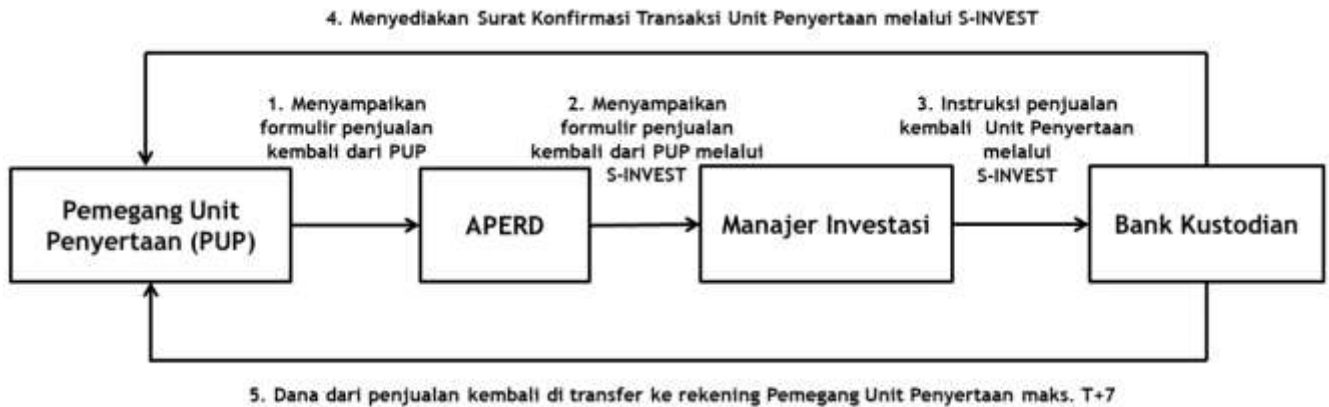 4. Menyediakan Surat Konfirmasi Transaksi Unit Penyertaan melalui S-INVEST
1. Menyampaikan
formulir penjualan
kembali dari PUP
2. Menyampaikan
formulir penjualan
kembali dari PUP melalui
S-INVEST
3. Instruksi penjualan
kembali Unit Penyertaan
melalui
S-INVEST
Pemegang Unit
Penyertaan (PUP)
APERD
Manajer Investasi
Bank Kustodian
5. Dana dari penjualan kembali di transfer ke rekening Pemegang Unit Penyertaan maks. T+7